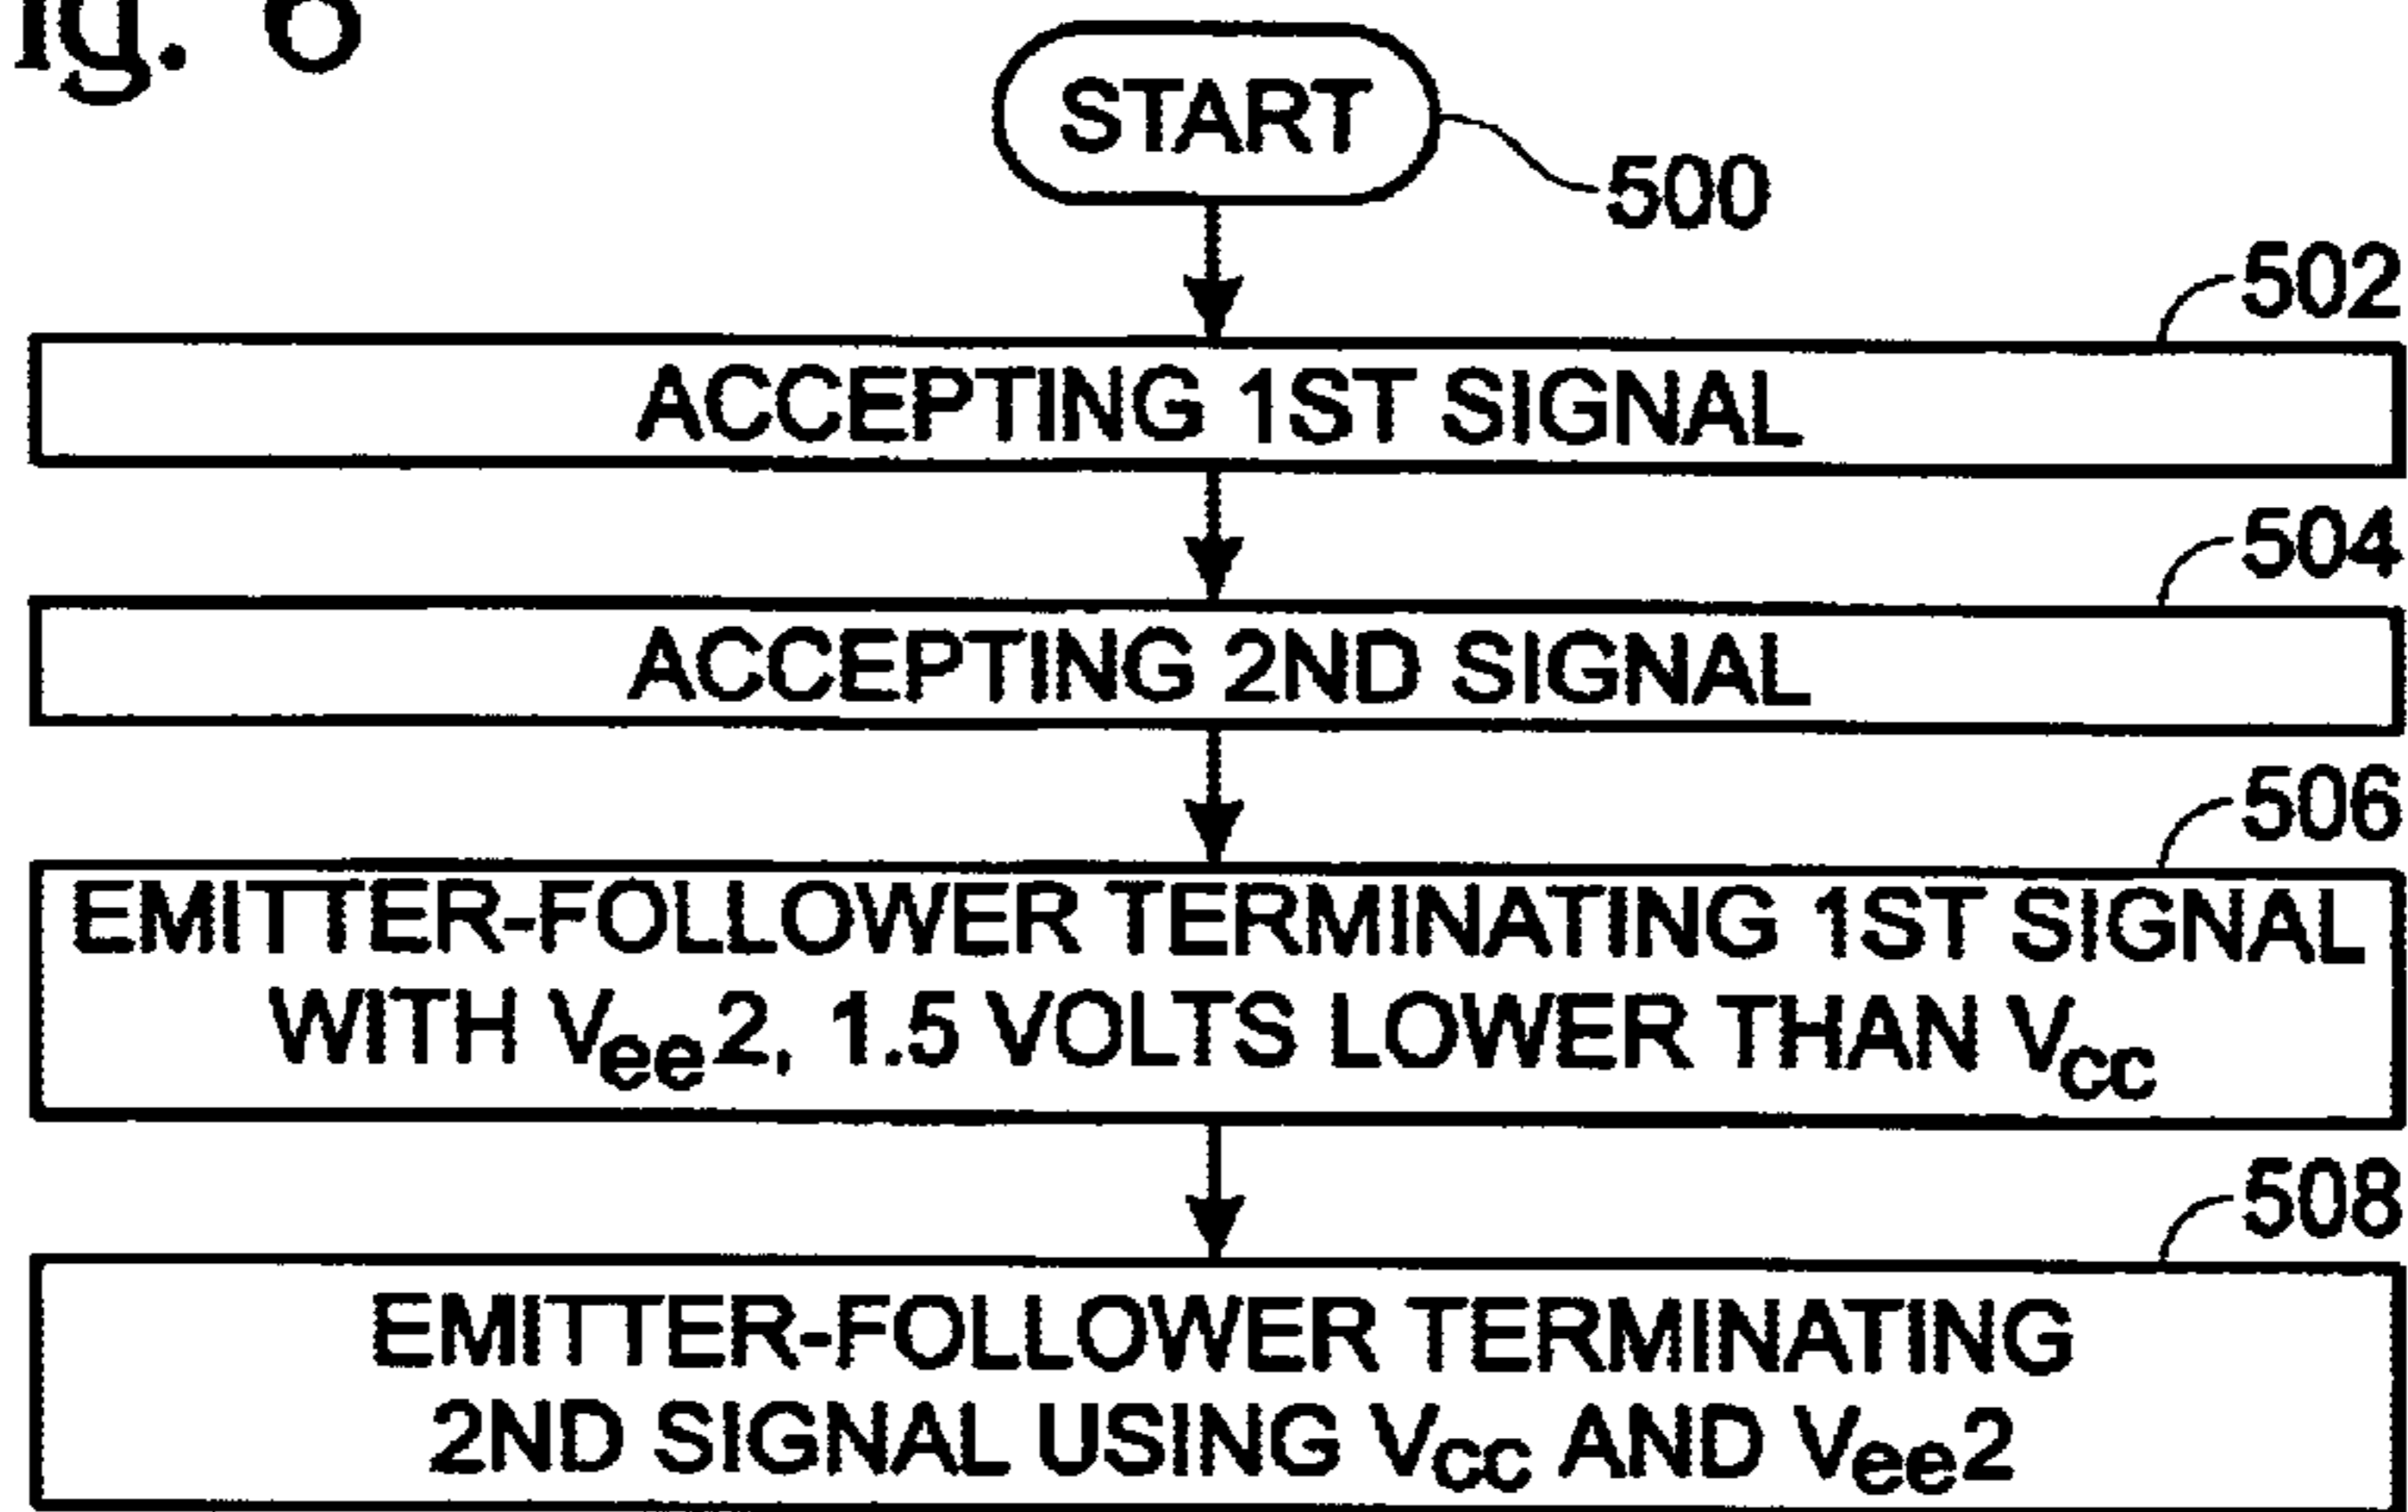 ig. 6
START
500
502
ACCEPTING 1ST SIGNAL
504
ACCEPTING 2ND SIGNAL
506
EMITTER-FOLLOWER TERMINATING 1ST SIGNAL
WITH Vee2, 1.5 VOLTS LOWER THAN Vcc
508
EMITTER-FOLLOWER TERMINATING
2ND SIGNAL USING Vcc AND Vee2